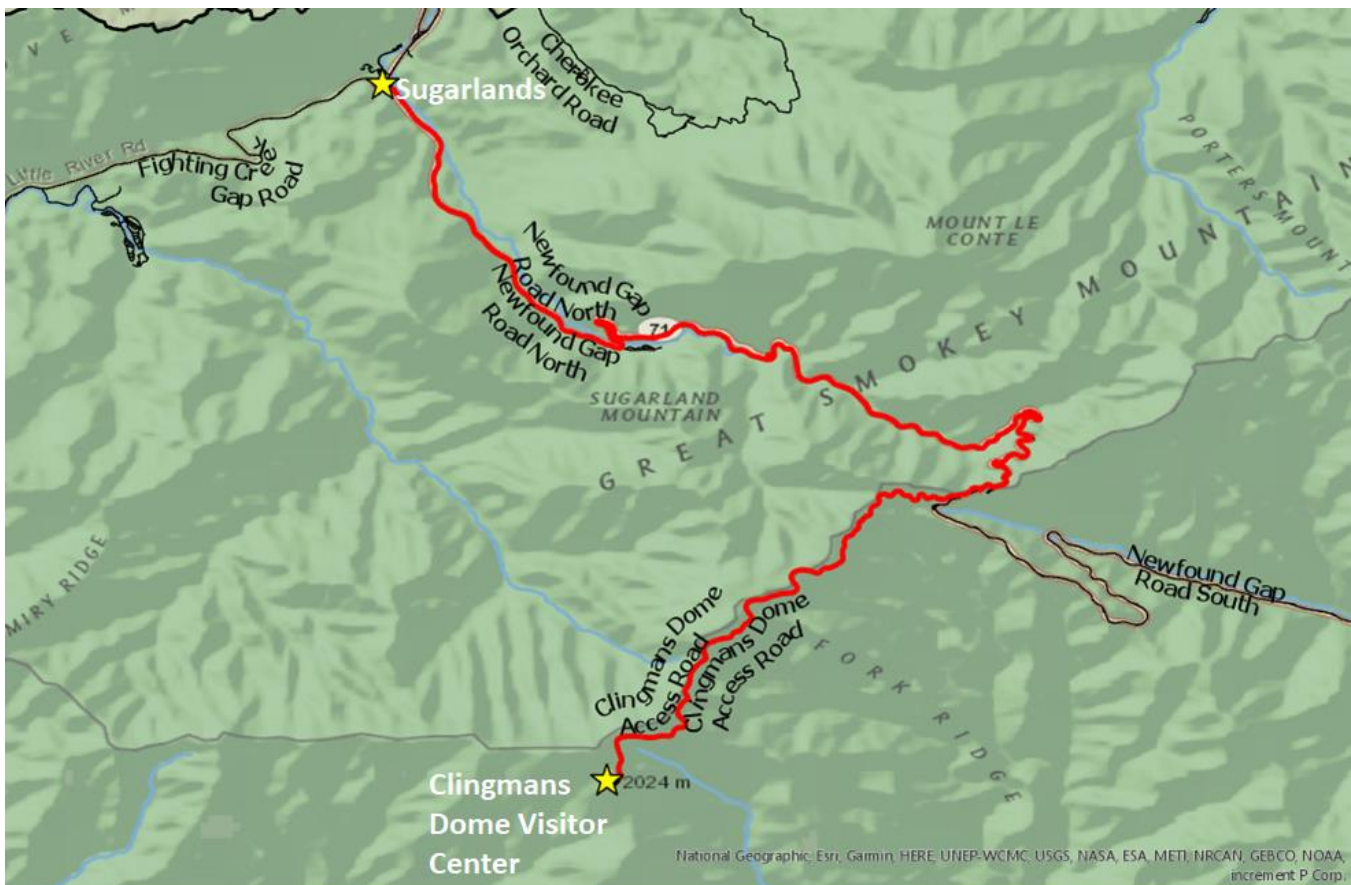 V E
Sugarlands
Cherokee
Orchard Road
Little River Rd
Fighting Creek
Gap Road
PORTERS MOUNT
MOUNT LE
CONTE
Newfound Gap
Road North
Newfound Gap
Road North
71
SUGARLAND
MOUNTAIN
GREAT SMOKEY MOUNTAIN
MIRY RIDGE
Newfound Gap
Road South
Clingmans Dome
Access Road
Clingmans Dome
Access Road
FORK RIDGE
2024 m
Clingmans
Dome Visitor
Center
National Geographic, Esri, Garmin, HERE, UNEP-WCMC, USGS, NASA, ESA, METI, NRCAN, GEBCO, NOAA,
increment P Corp.